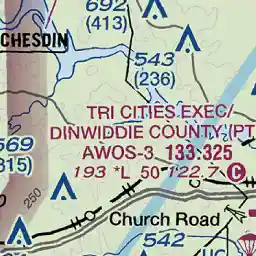 692
(413)
CHESDIN
543
(236)
TRI CITIES EXEC/
DINWIDDIE COUNTY (PT
AWOS-3 133.325
569
315)
193 *L 50 122.7 C
250
Church Road
542